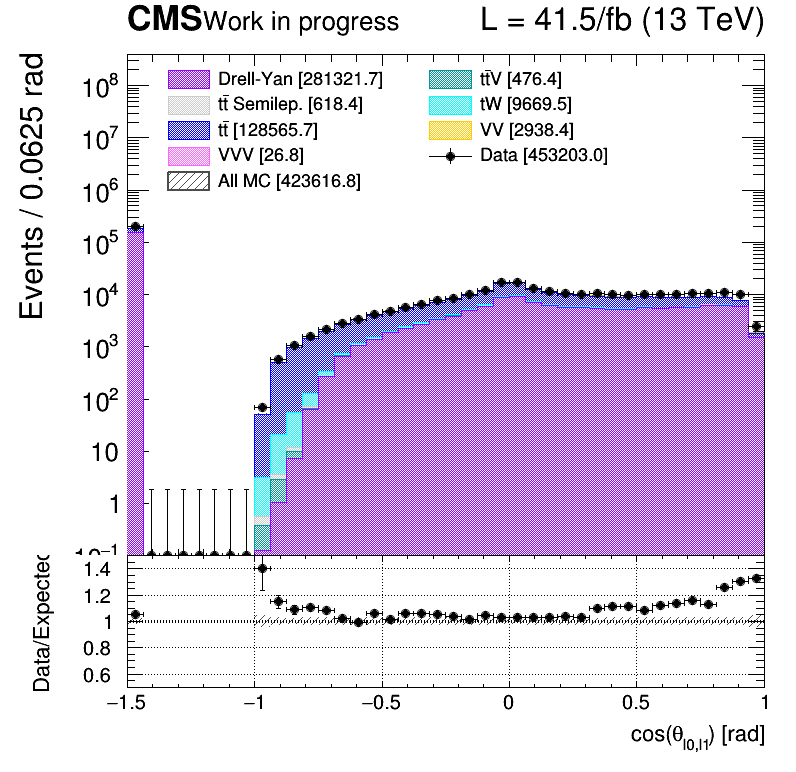 CMS Work in progress L = 41.5/fb (13 TeV)
Events / 0.0625 rad
Drell-Yan [281321.7]
tt̄ Semilep. [618.4]
tt̄ [128565.7]
VVV [26.8]
All MC [423616.8]
tt̄V [476.4]
tW [9669.5]
VV [2938.4]
Data [453203.0]
10⁸
10⁷
10⁶
10⁵
10⁴
10³
10²
10
1
10⁻¹
Data/Expected
1.4
1.2
1
0.8
0.6
−1.5 −1 −0.5 0 0.5 1
cos(θ_l0,l1) [rad]